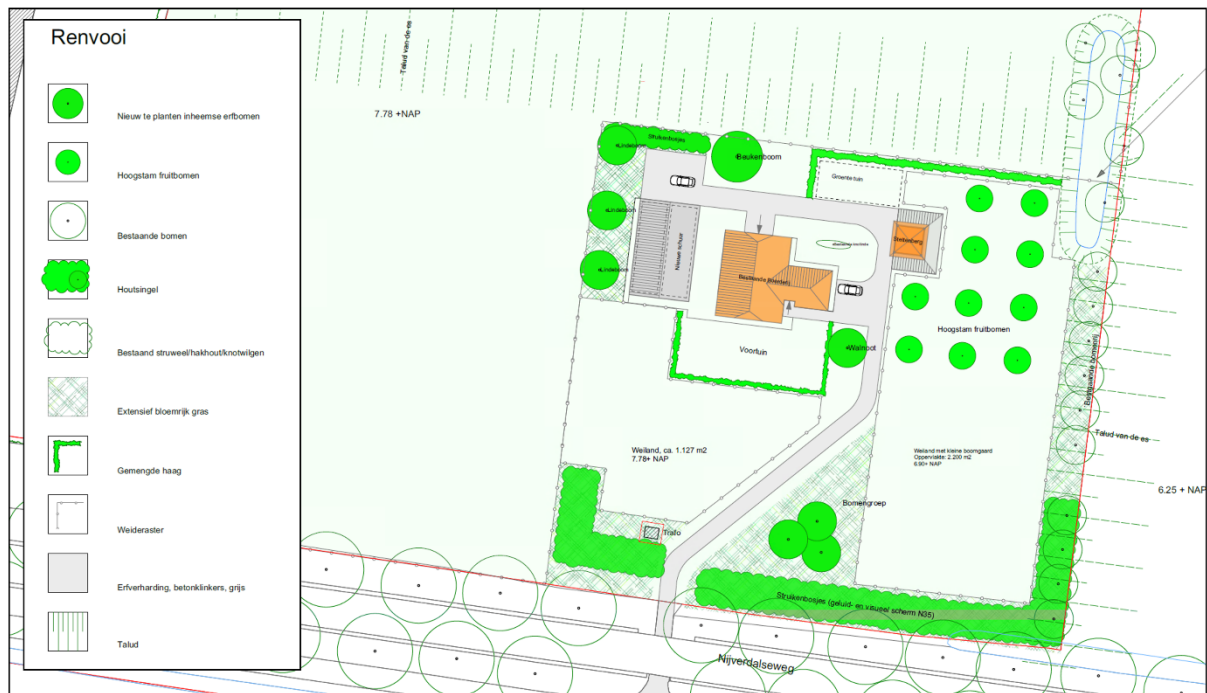 Renvooi
Nieuw te planten inheemse erfbomen
Hoogstam fruitbomen
Bestaande bomen
Houtsingel
Bestaand struweel/hakhout/knotwilgen
Extensief bloemrijk gras
Gemengde haag
Weideraster
Erfverharding, betonklinkers, grijs
Talud
Talud van de es
7.78 +NAP
Struikenbosjes
Lindeboom
Beukenboom
Groentetuin
Lindeboom
Nieuwe schuur
Lindeboom
Voortuin
Walnoot
Hoogstam fruitbomen
Bestaande bomenrij
Talud van de es
6.25 + NAP
Weiland, ca. 1.127 m2
7.78+ NAP
Weiland met kleine boomgaard
Oppervlakte: 2.200 m2
6.90+ NAP
Bomengroep
Trafo
Struikenbosjes (geluid- en visueel scherm N35)
Nijverdalseweg